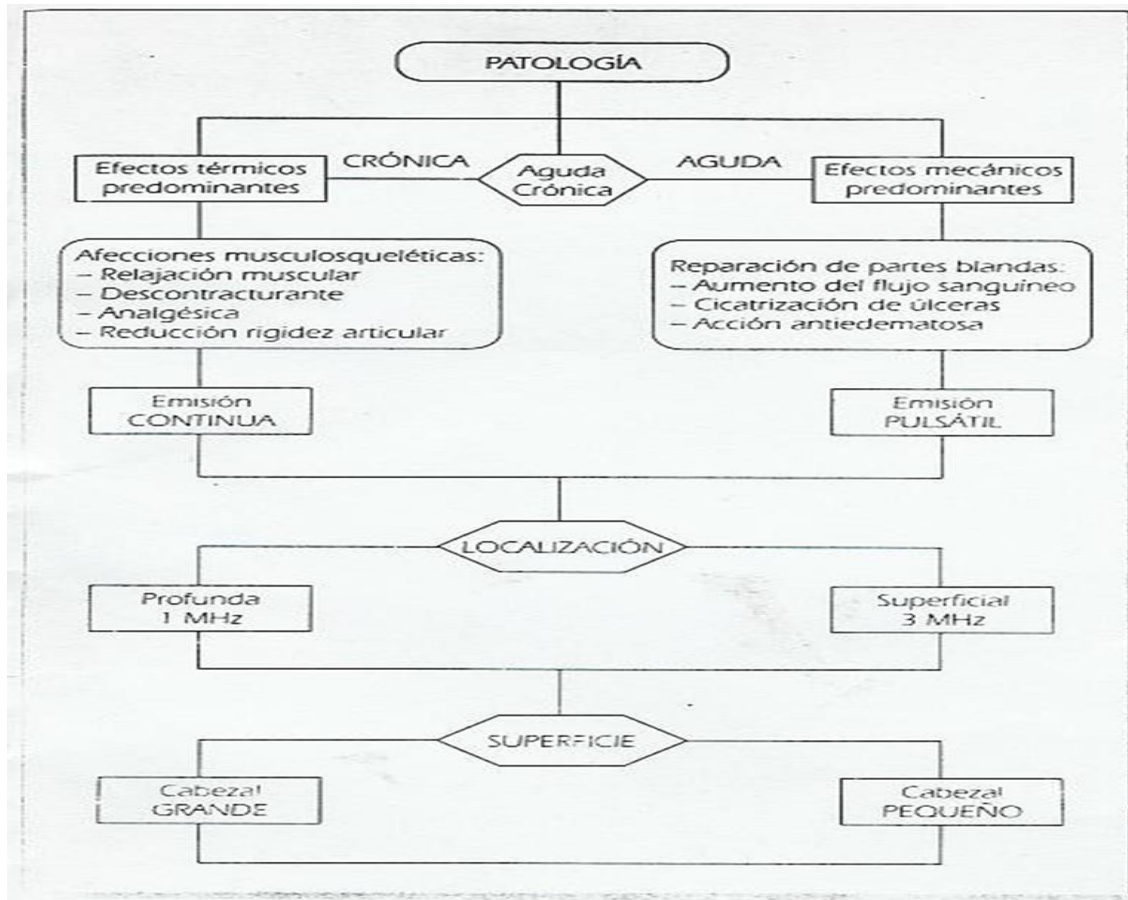 PATOLOGÍA
Efectos térmicos
predominantes
CRÓNICA
Aguda
Crónica
AGUDA
Efectos mecánicos
predominantes
Afecciones musculosqueléticas:
– Relajación muscular
– Descontracturante
– Analgésica
– Reducción rigidez articular
Reparación de partes blandas:
– Aumento del flujo sanguíneo
– Cicatrización de úlceras
– Acción antiedematosa
Emisión
CONTINUA
Emisión
PULSÁTIL
LOCALIZACIÓN
Profunda
1 MHz
Superficial
3 MHz
SUPERFICIE
Cabezal
GRANDE
Cabezal
PEQUEÑO